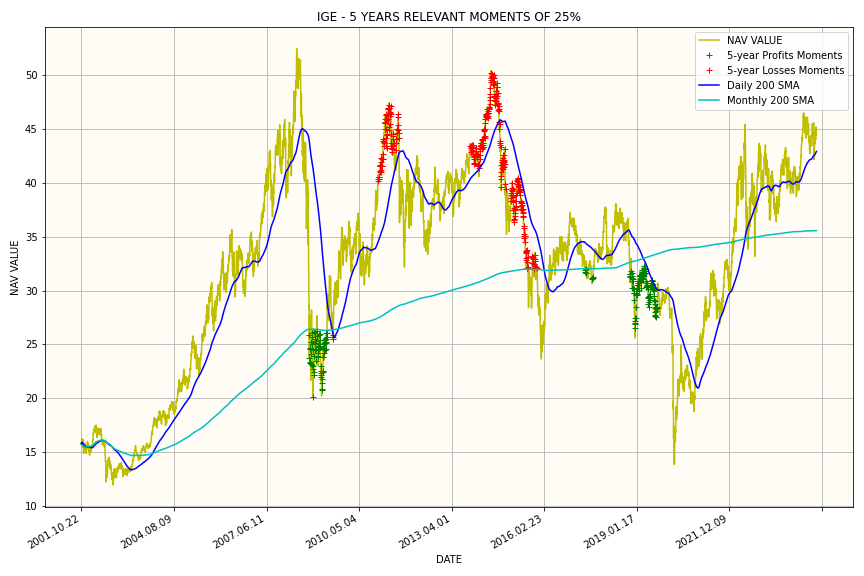 IGE - 5 YEARS RELEVANT MOMENTS OF 25%
NAV VALUE
5-year Profits Moments
5-year Losses Moments
Daily 200 SMA
Monthly 200 SMA
50
45
40
35
30
25
20
15
10
NAV VALUE
2001.10.22
2004.08.09
2007.06.11
2010.05.04
2013.04.01
2016.02.23
2019.01.17
2021.12.09
DATE